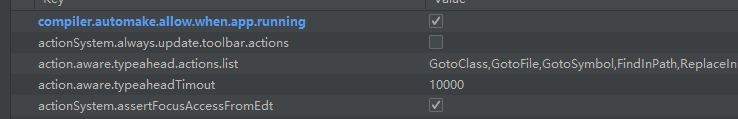 Key Value
compiler.automake.allow.when.app.running
actionSystem.always.update.toolbar.actions
action.aware.typeahead.actions.list GotoClass,GotoFile,GotoSymbol,FindInPath,ReplaceIn
action.aware.typeaheadTimout 10000
actionSystem.assertFocusAccessFromEdt